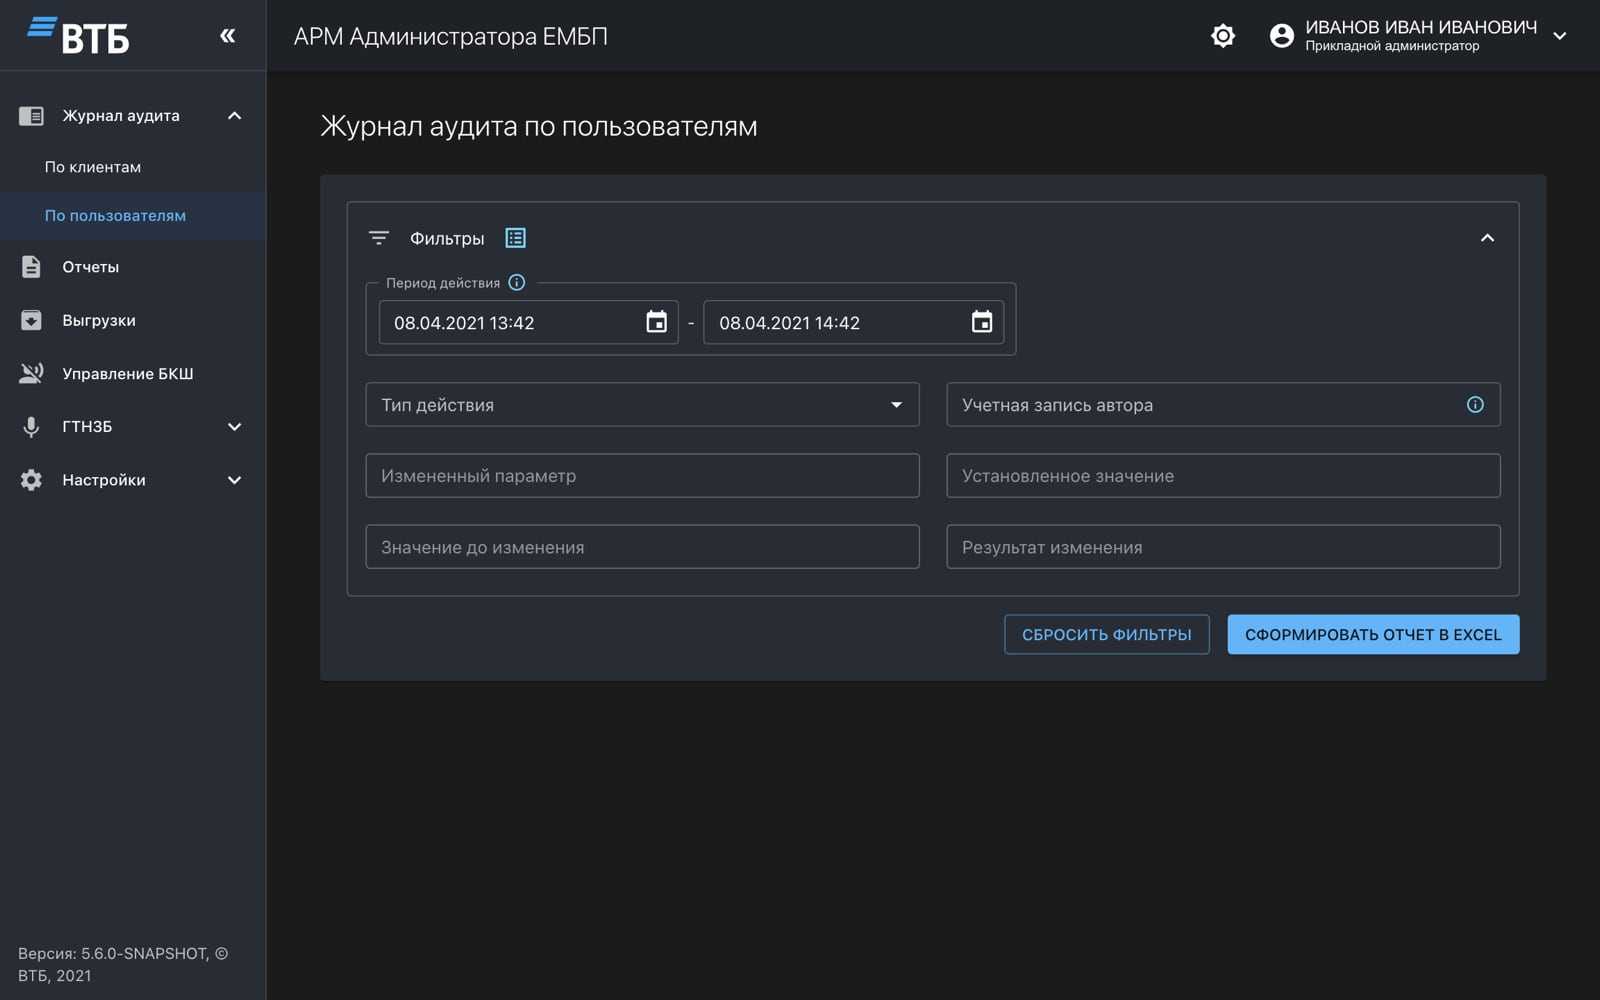 ВТБ
АРМ Администратора ЕМБП
ИВАНОВ ИВАН ИВАНОВИЧ
Прикладной администратор
Журнал аудита
По клиентам
По пользователям
Отчеты
Выгрузки
Управление БКШ
ГТНЗБ
Настройки
Версия: 5.6.0-SNAPSHOT, ©
ВТБ, 2021
Журнал аудита по пользователям
Фильтры
Период действия
08.04.2021 13:42 - 08.04.2021 14:42
Тип действия
Учетная запись автора
Измененный параметр
Установленное значение
Значение до изменения
Результат изменения
СБРОСИТЬ ФИЛЬТРЫ
СФОРМИРОВАТЬ ОТЧЕТ В EXCEL